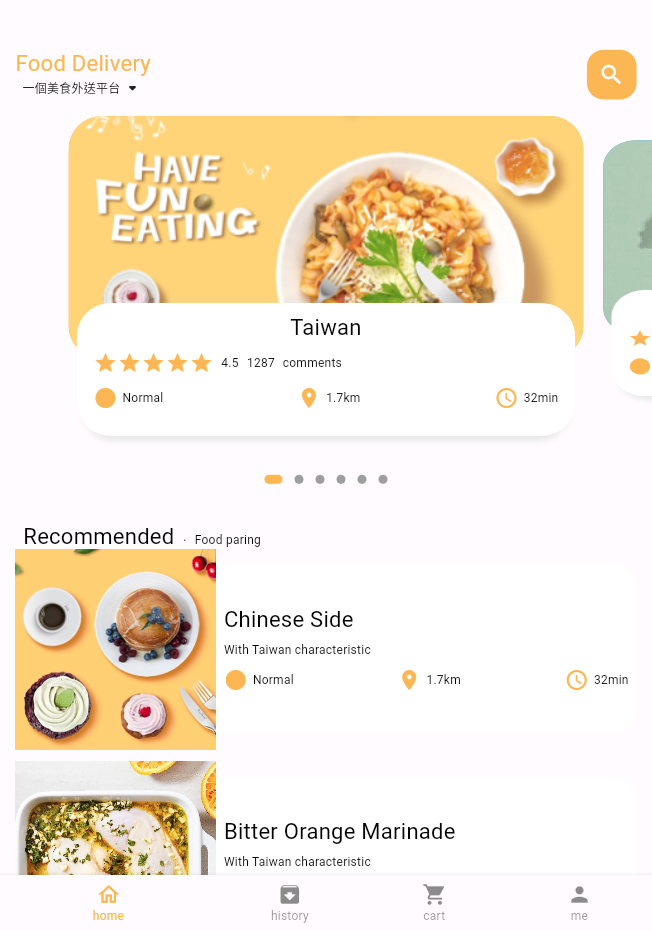 Food Delivery
一個美食外送平台
HAVE
FUN
EATING
Taiwan
4.5 1287 comments
Normal 1.7km 32min
Recommended · Food paring
Chinese Side
With Taiwan characteristic
Normal 1.7km 32min
Bitter Orange Marinade
With Taiwan characteristic
home history cart me